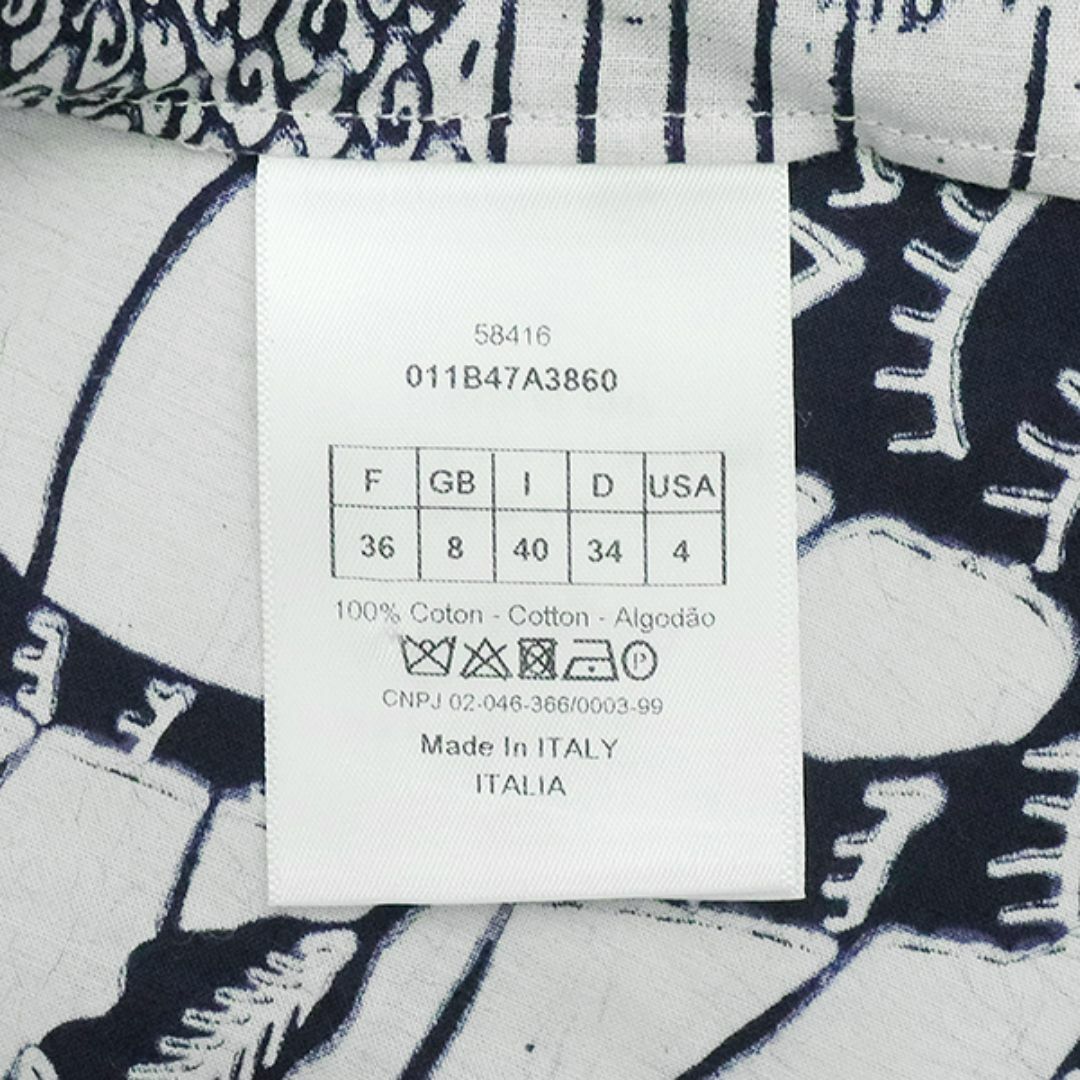 58416
011B47A3860
F GB I D USA
36 8 40 34 4
100% Coton - Cotton - Algodão
P
CNPJ 02-046-366/0003-99
Made In ITALY
ITALIA